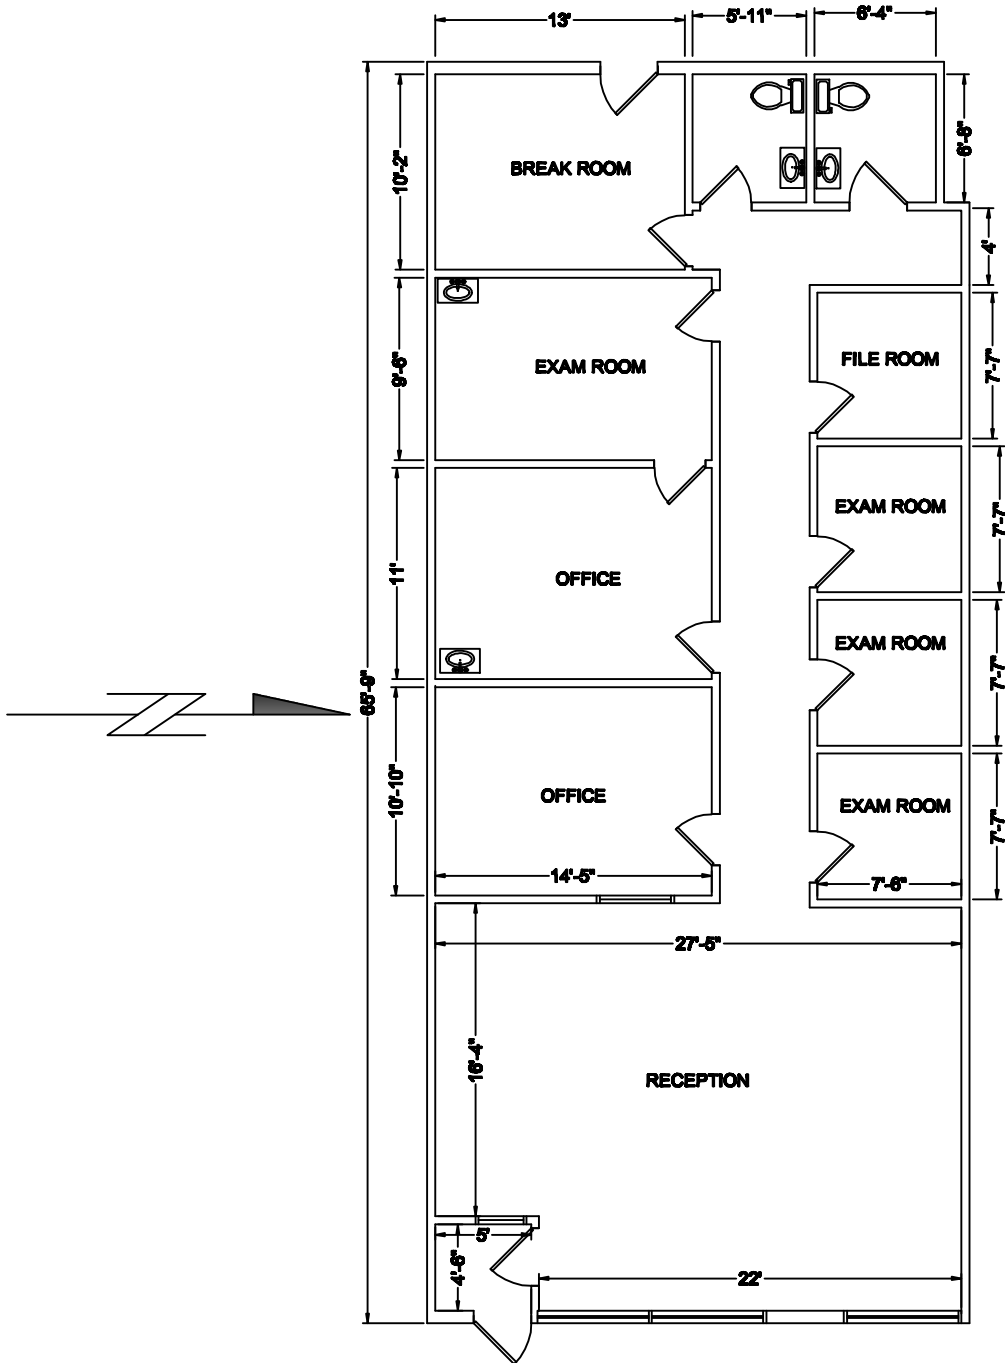 13'
5'-11"
6'-4"
10'-2"
BREAK ROOM
6'-8"
4'
9'-6"
EXAM ROOM
FILE ROOM
7'-7"
EXAM ROOM
7'-7"
11'
OFFICE
EXAM ROOM
7'-7"
65'-9"
10'-10"
OFFICE
EXAM ROOM
7'-7"
14'-5"
7'-6"
27'-5"
16'-4"
RECEPTION
5'
4'-6"
22'